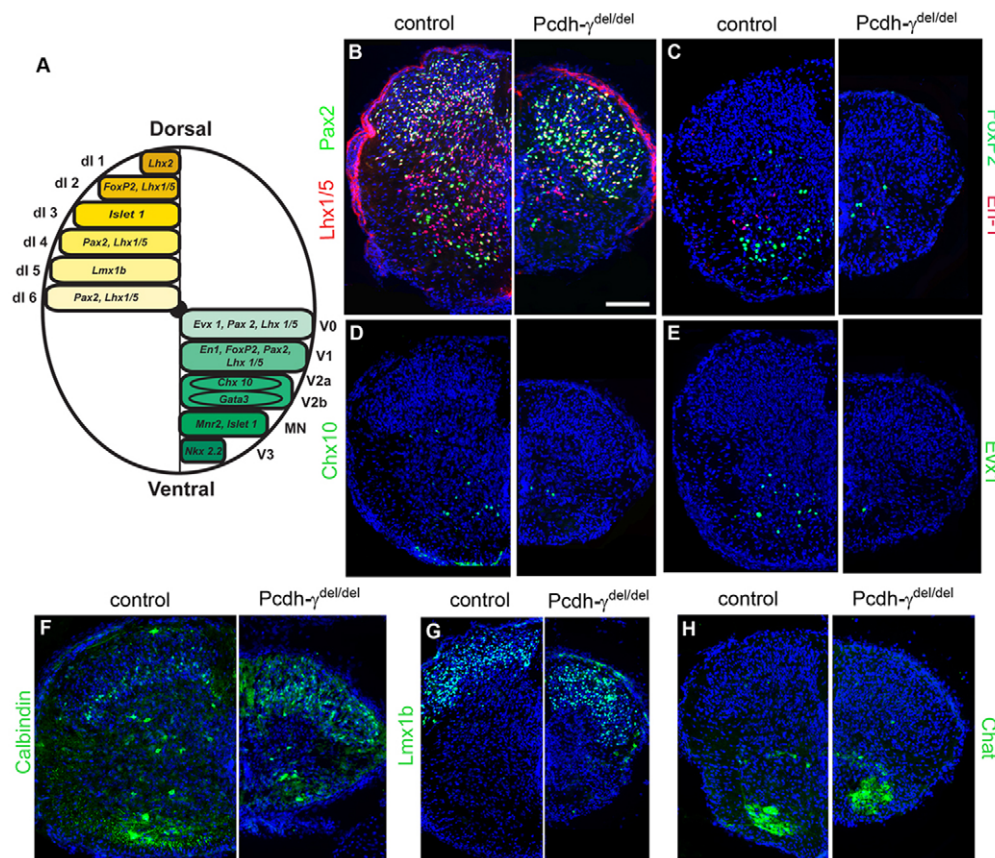 control
Pcdh-γdel/del
control
Pcdh-γdel/del
A
B
C
Lhx1/5 Pax2
En-1 FoxP2
Dorsal
dI 1
Lhx2
dI 2
FoxP2, Lhx1/5
dI 3
Islet 1
dI 4
Pax2, Lhx1/5
dI 5
Lmx1b
dI 6
Pax2, Lhx1/5
Evx 1, Pax 2, Lhx 1/5
V0
En1, FoxP2, Pax2,
Lhx 1/5
V1
Chx 10
V2a
Gata3
V2b
Mnr2, Islet 1
MN
Nkx 2.2
V3
Ventral
D
E
Chx10
Evx1
control
Pcdh-γdel/del
control
Pcdh-γdel/del
control
Pcdh-γdel/del
F
G
H
Calbindin
Lmx1b
Chat